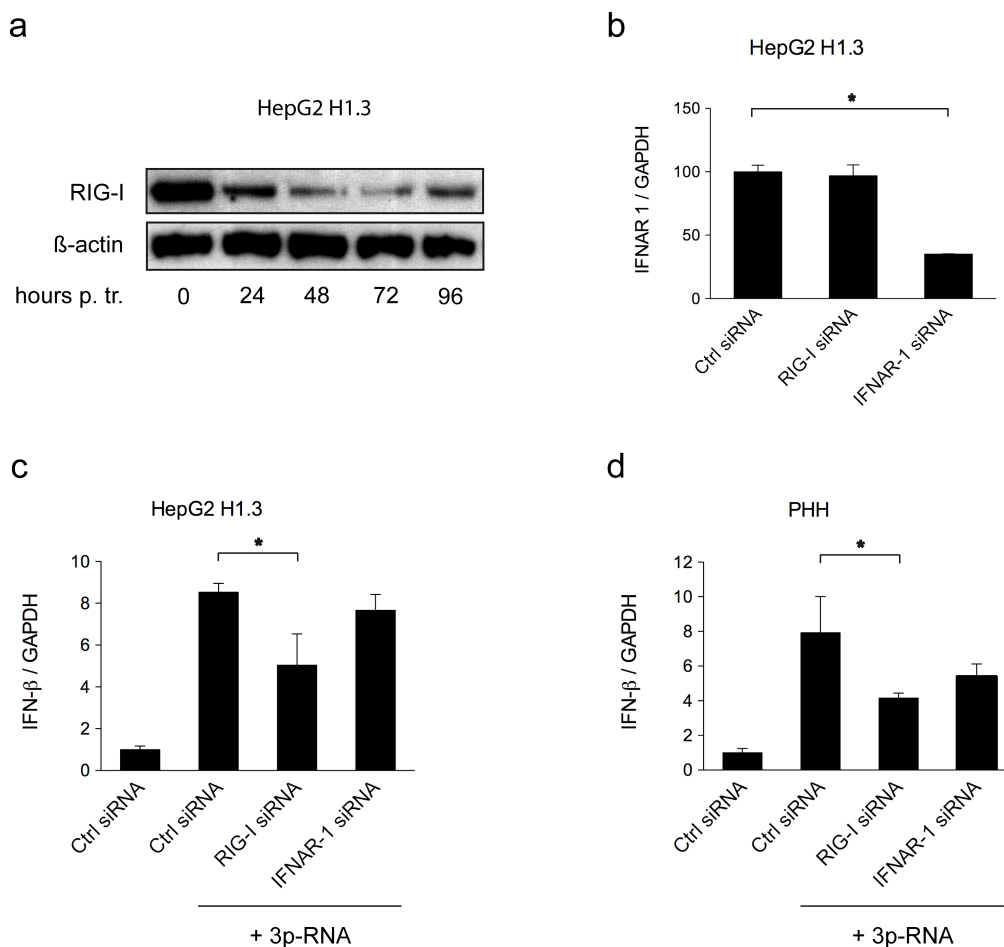 a
HepG2 H1.3
RIG-I
ß-actin
hours p. tr. 0 24 48 72 96
b
HepG2 H1.3
*
IFNAR 1 / GAPDH
150
100
50
0
Ctrl siRNA
RIG-I siRNA
IFNAR-1 siRNA
c
HepG2 H1.3
*
IFN-β / GAPDH
10
8
6
4
2
0
Ctrl siRNA
Ctrl siRNA
RIG-I siRNA
IFNAR-1 siRNA
+ 3p-RNA
d
PHH
*
IFN-β / GAPDH
12
10
8
6
4
2
0
Ctrl siRNA
Ctrl siRNA
RIG-I siRNA
IFNAR-1 siRNA
+ 3p-RNA